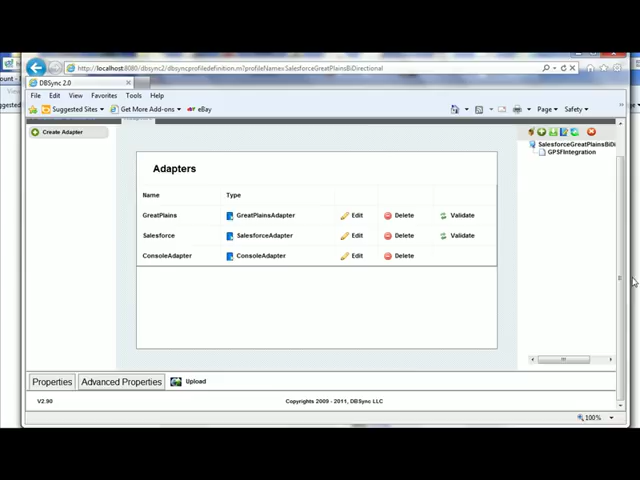 http://localhost:8080/dbsync2/dbsyncprofiledefinition.m?profileName=SalesforceGreatPlainsBiDirectional
DBSync 2.0
File Edit View Favorites Tools Help
Suggested Sites Get More Add-ons eBay
Page Safety
Create Adapter
SalesforceGreatPlainsBiDi
GPSFIntegration
Adapters
Name Type
GreatPlains GreatPlainsAdapter Edit Delete Validate
Salesforce SalesforceAdapter Edit Delete Validate
ConsoleAdapter ConsoleAdapter Edit Delete
Properties Advanced Properties Upload
V2.90 Copyrights 2009 - 2011, DBSync LLC
100%